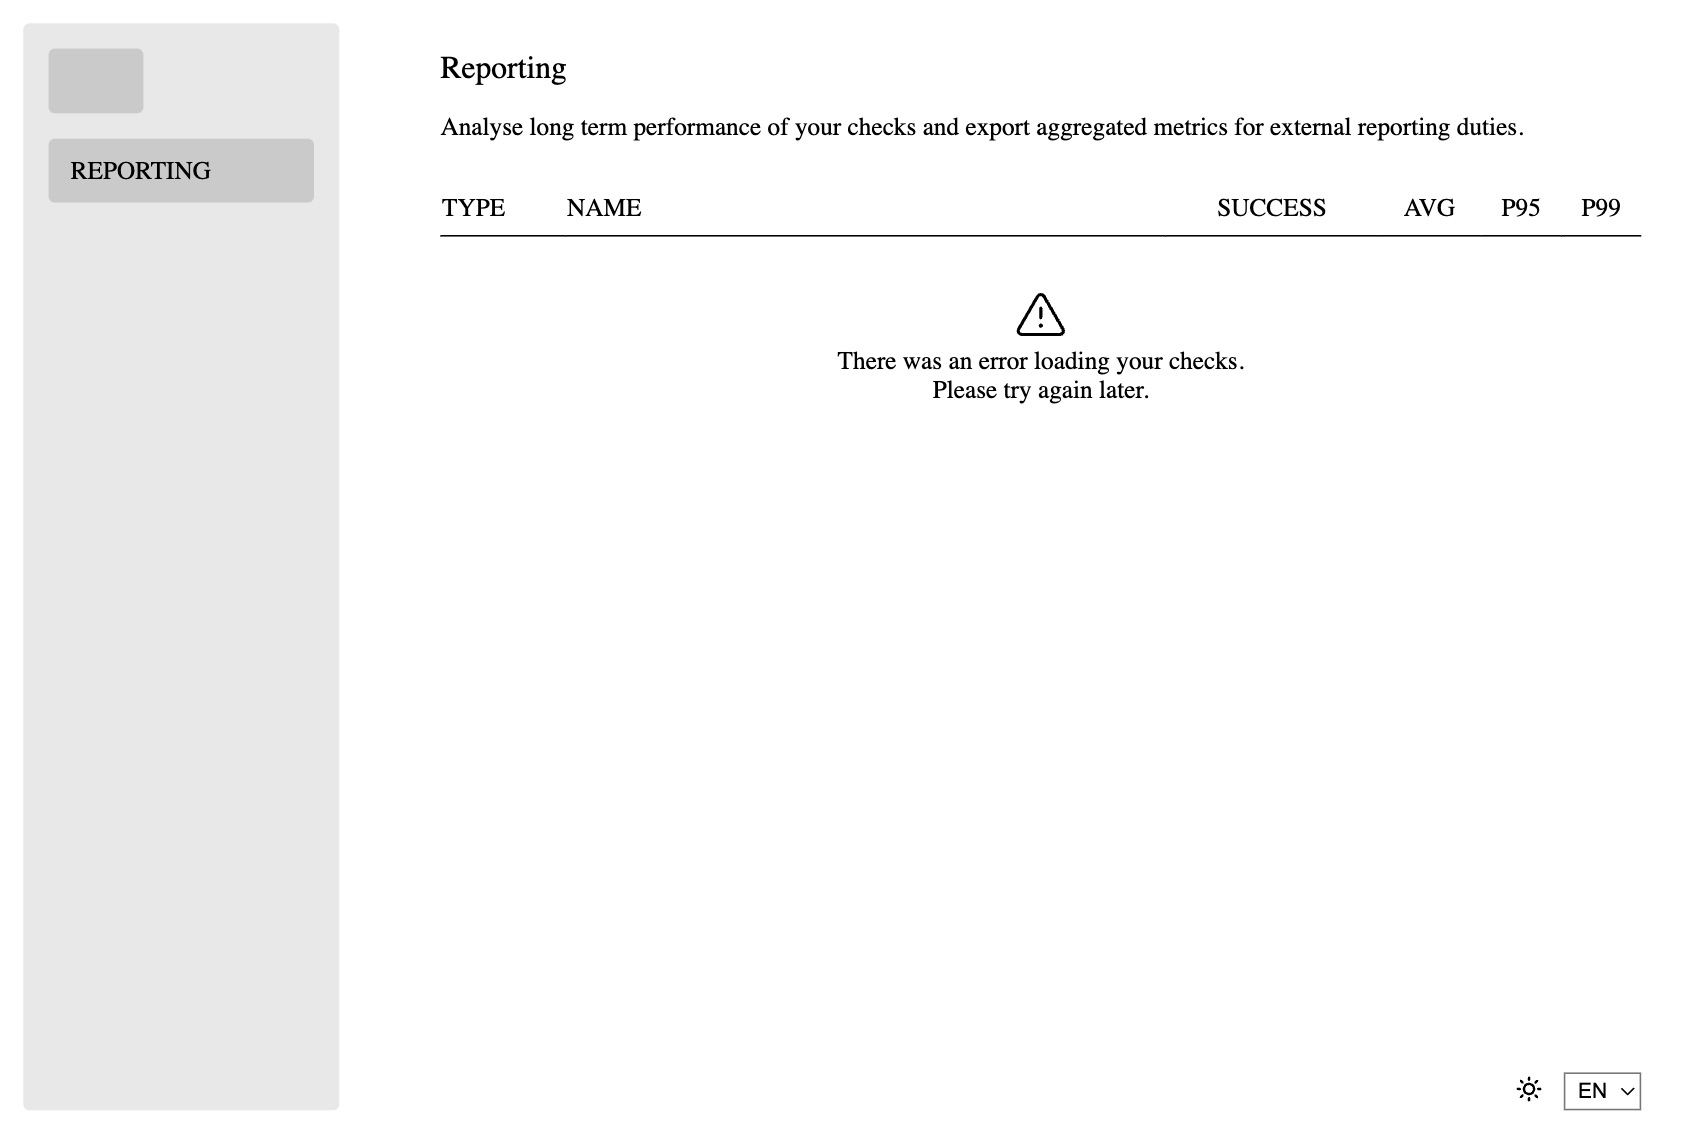 REPORTING
Reporting
Analyse long term performance of your checks and export aggregated metrics for external reporting duties.
TYPE NAME SUCCESS AVG P95 P99
There was an error loading your checks.
Please try again later.
EN